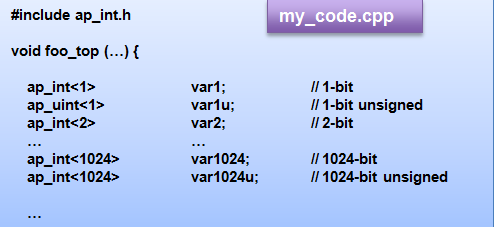 #include ap_int.h
my_code.cpp
void foo_top (…) {
ap_int<1> var1; // 1-bit
ap_uint<1> var1u; // 1-bit unsigned
ap_int<2> var2; // 2-bit
… …
ap_int<1024> var1024; // 1024-bit
ap_int<1024> var1024u; // 1024-bit unsigned
…